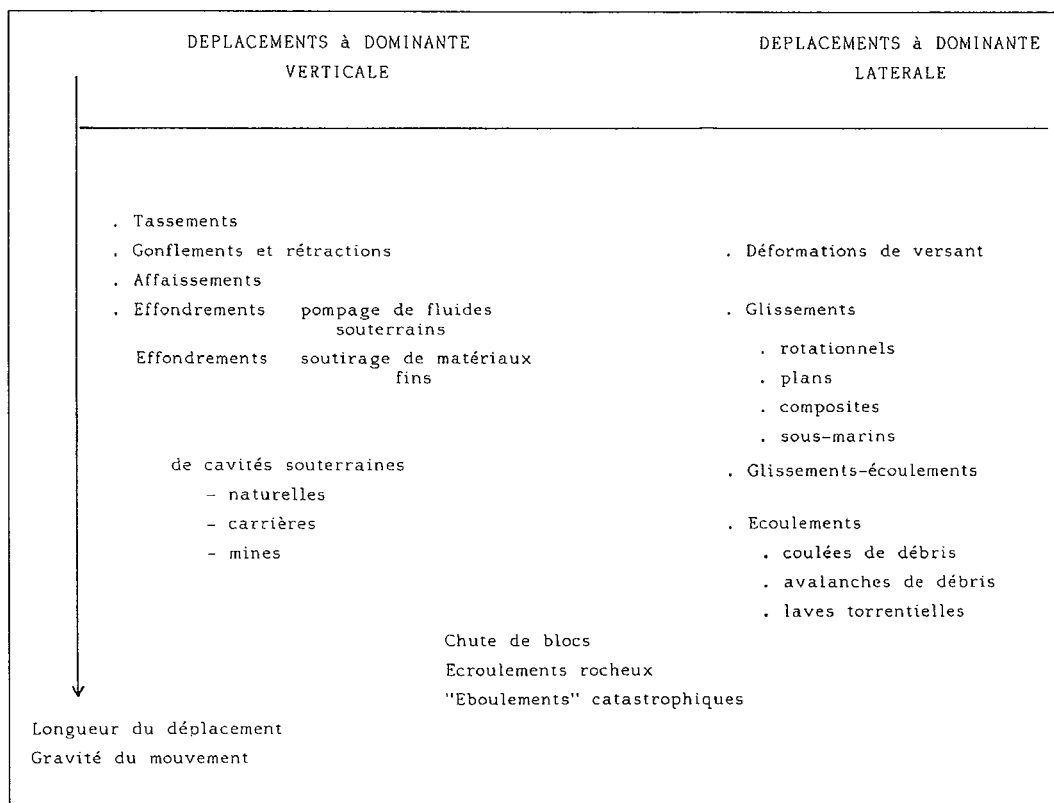 DEPLACEMENTS à DOMINANTE
VERTICALE
DEPLACEMENTS à DOMINANTE
LATERALE
. Tassements
. Gonflements et rétractions
. Affaissements
. Effondrements pompage de fluides
souterrains
Effondrements soutirage de matériaux
fins
de cavités souterraines
- naturelles
- carrières
- mines
. Déformations de versant
. Glissements
. rotationnels
. plans
. composites
. sous-marins
. Glissements-écoulements
. Ecoulements
. coulées de débris
. avalanches de débris
. laves torrentielles
Chute de blocs
Ecroulements rocheux
"Eboulements" catastrophiques
Longueur du déplacement
Gravité du mouvement